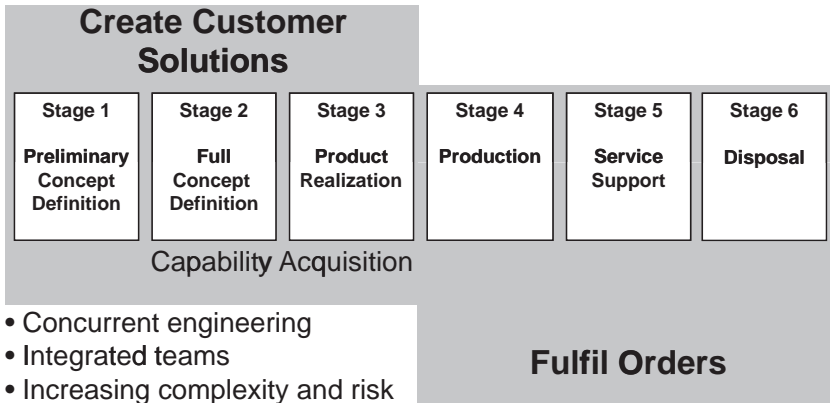 Create Customer
Solutions
Stage 1
Preliminary
Concept
Definition
Stage 2
Full
Concept
Definition
Stage 3
Product
Realization
Stage 4
Production
Stage 5
Service
Support
Stage 6
Disposal
Capability Acquisition
• Concurrent engineering
• Integrated teams
• Increasing complexity and risk
Fulfil Orders